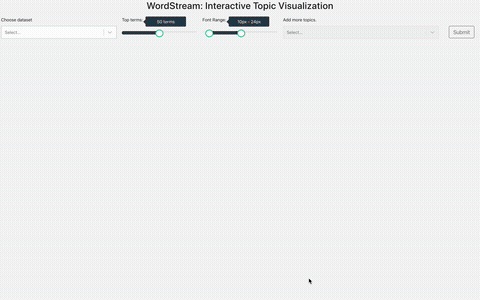 WordStream: Interactive Topic Visualization
Choose dataset
Select...
Top terms:
50 terms
Font Range:
10px - 24px
Add more topics.
Select...
Submit